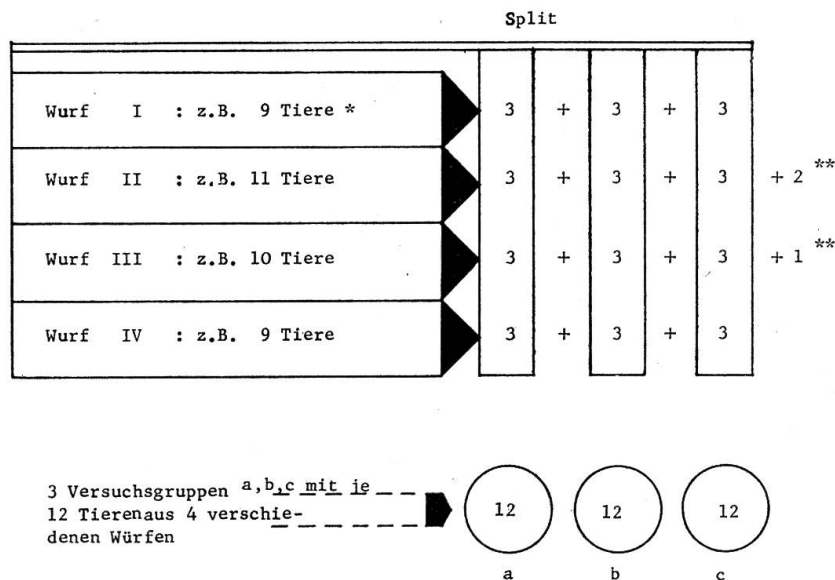 Split
Wurf I : z.B. 9 Tiere * 3 + 3 + 3
Wurf II : z.B. 11 Tiere 3 + 3 + 3 + 2 **
Wurf III : z.B. 10 Tiere 3 + 3 + 3 + 1 **
Wurf IV : z.B. 9 Tiere 3 + 3 + 3
3 Versuchsgruppen a,b,c mit je
12 Tierenaus 4 verschie-
denen Würfen
12 12 12
a b c